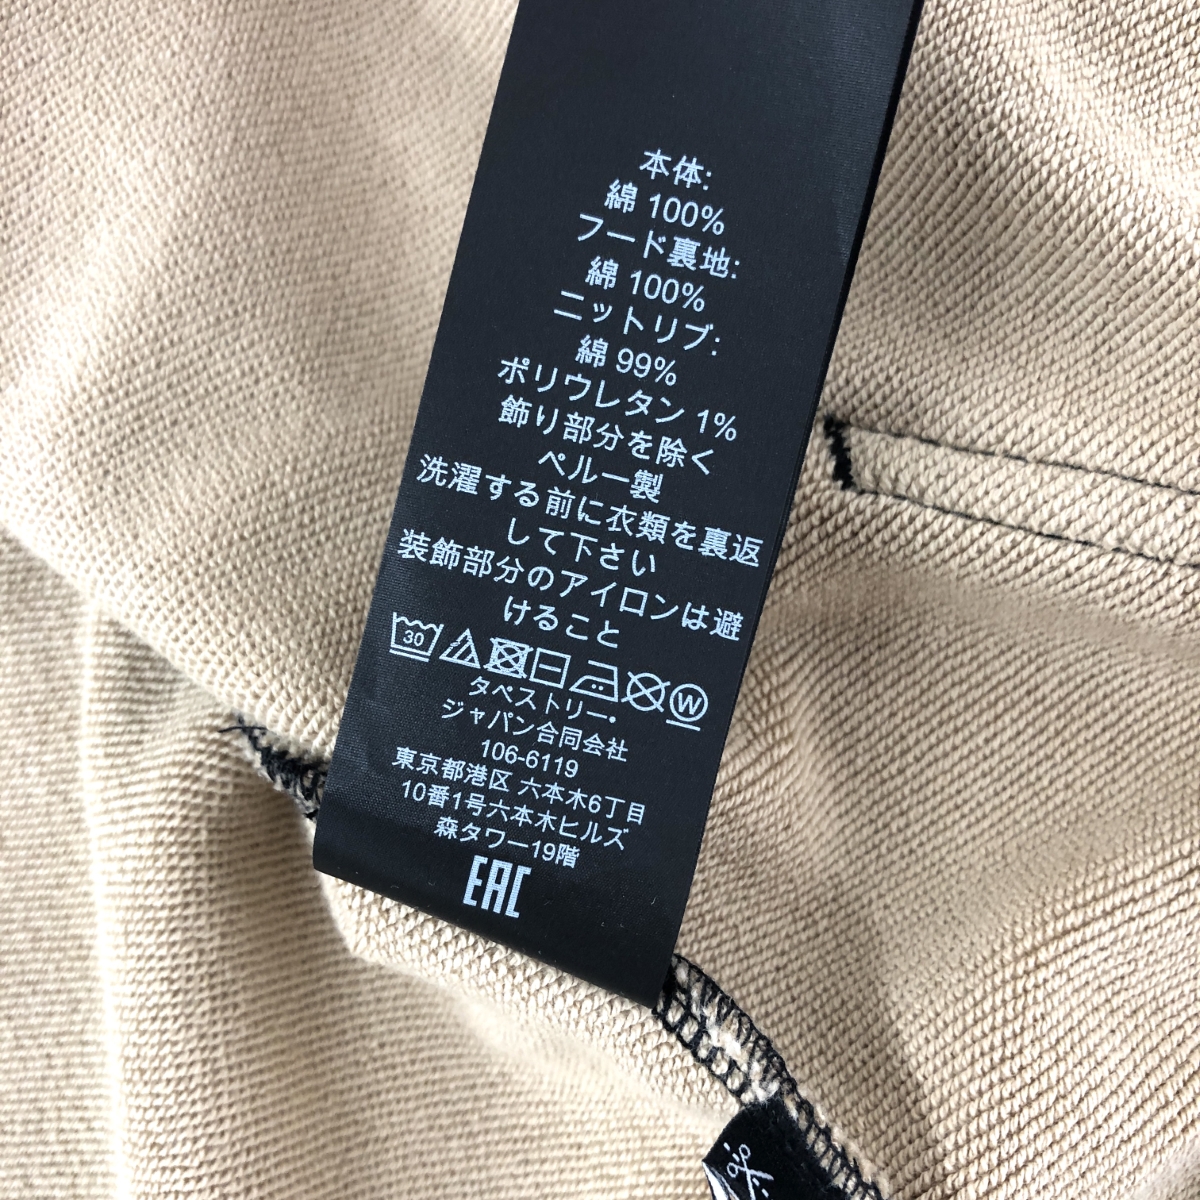 本体:
綿 100%
フード裏地:
綿 100%
ニットリブ:
綿 99%
ポリウレタン 1%
飾り部分を除く
ペルー製
洗濯する前に衣類を裏返
して下さい
装飾部分のアイロンは避
けること
30 W
タペストリー・
ジャパン合同会社
106-6119
東京都港区 六本木6丁目
10番1号六本木ヒルズ
森タワー19階
EAC